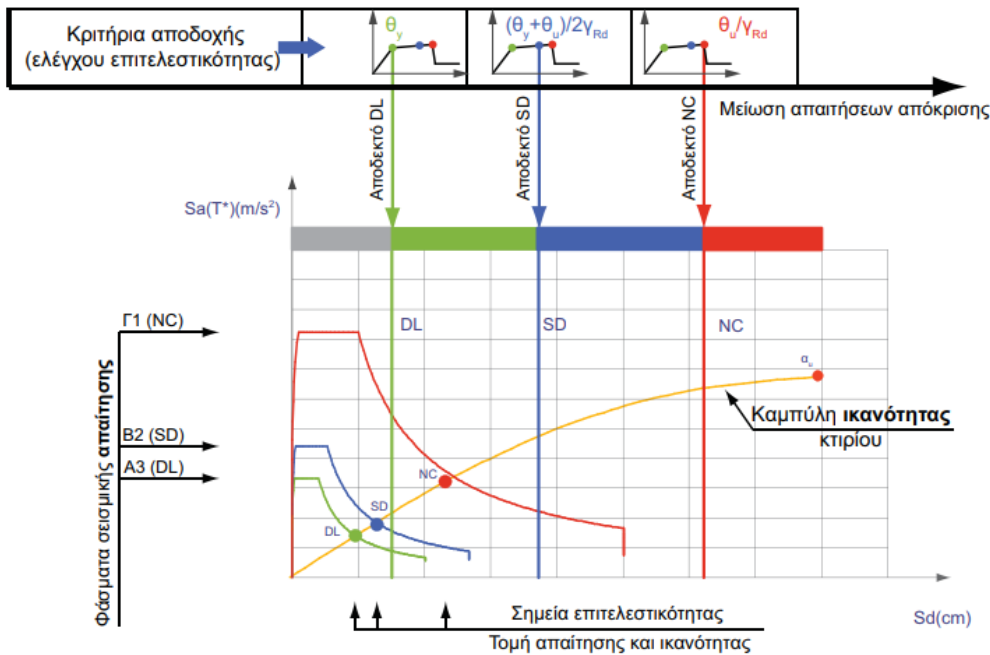 Κριτήρια αποδοχής
(ελέγχου επιτελεστικότητας)
θy
(θy+θu)/2γRd
θu/γRd
Μείωση απαιτήσεων απόκρισης
Αποδεκτό DL
Αποδεκτό SD
Αποδεκτό NC
Sa(T*)(m/s²)
DL
SD
NC
Γ1 (NC)
B2 (SD)
A3 (DL)
Φάσματα σεισμικής απαίτησης
αu
Καμπύλη ικανότητας
κτιρίου
NC
SD
DL
Σημεία επιτελεστικότητας
Τομή απαίτησης και ικανότητας
Sd(cm)